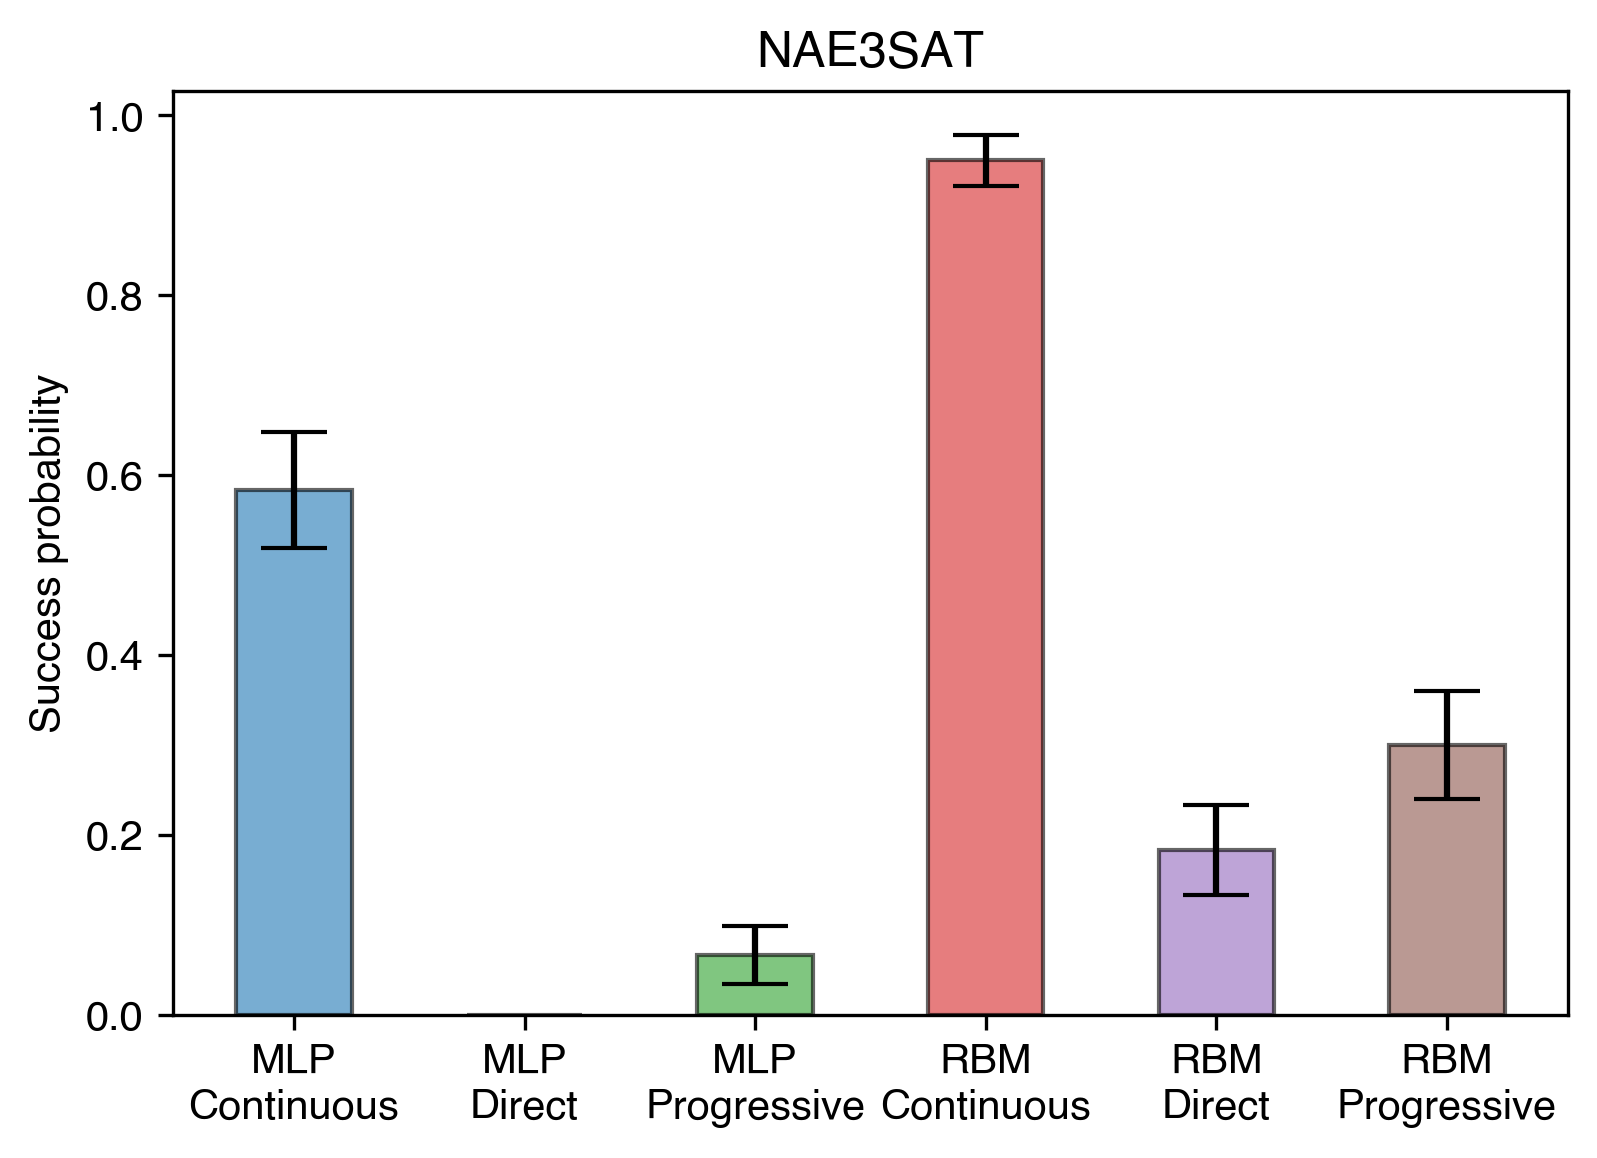 NAE3SAT
Success probability
1.0
0.8
0.6
0.4
0.2
0.0
MLP
Continuous
MLP
Direct
MLP
Progressive
RBM
Continuous
RBM
Direct
RBM
Progressive